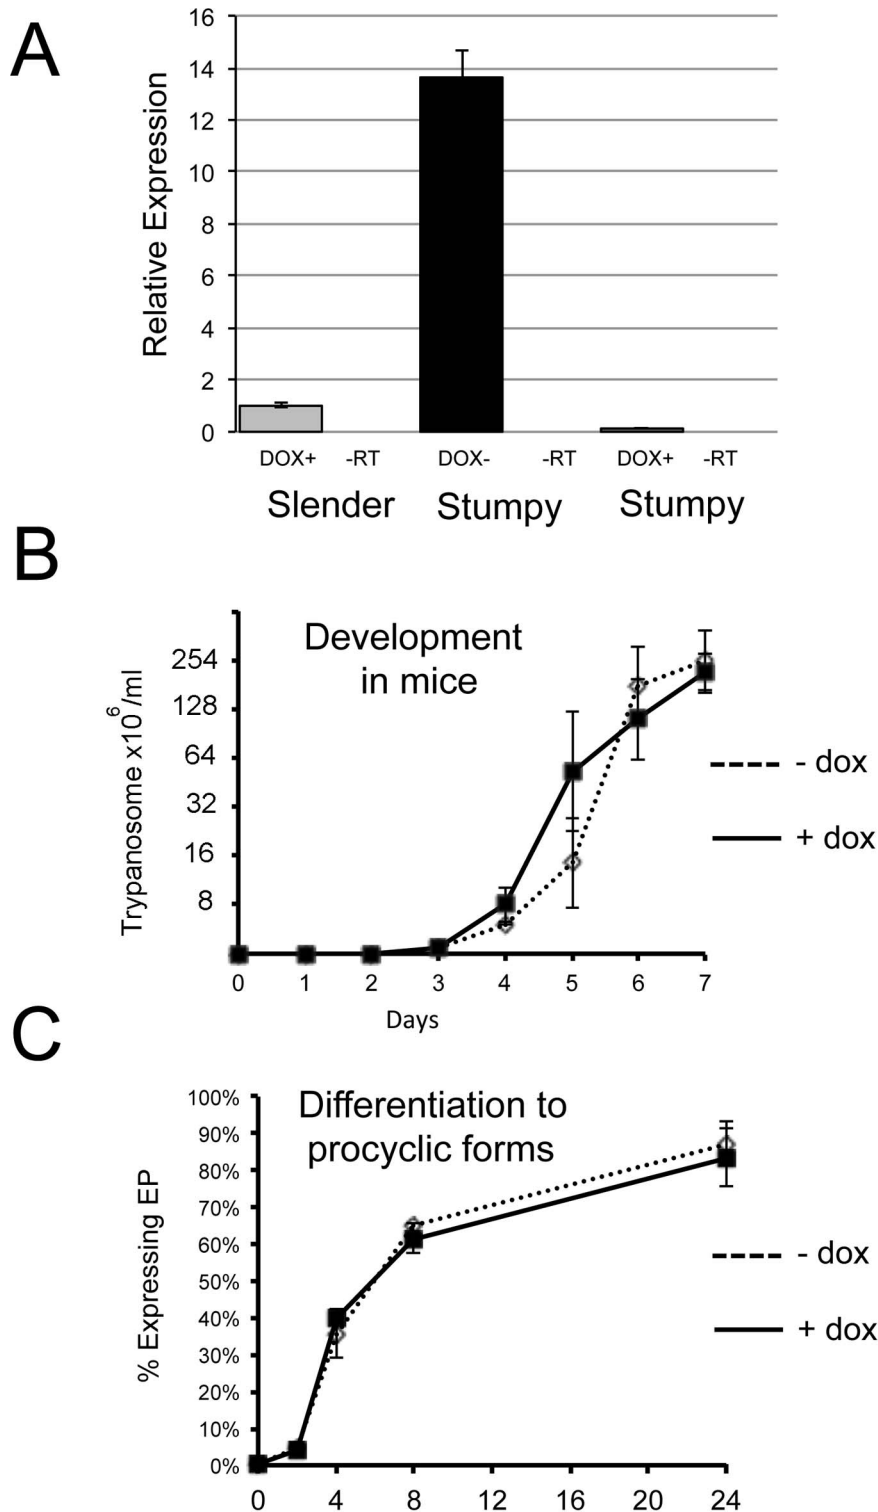 A
16
14
12
10
8
6
4
2
0
Relative Expression
DOX+ -RT DOX- -RT DOX+ -RT
Slender Stumpy Stumpy
B
Development
in mice
254
128
64
32
16
8
Trypanosome x10⁶/ml
0 1 2 3 4 5 6 7
Days
- dox
+ dox
C
Differentiation to
procyclic forms
100%
90%
80%
70%
60%
50%
40%
30%
20%
10%
0%
% Expressing EP
0 4 8 12 16 20 24
- dox
+ dox